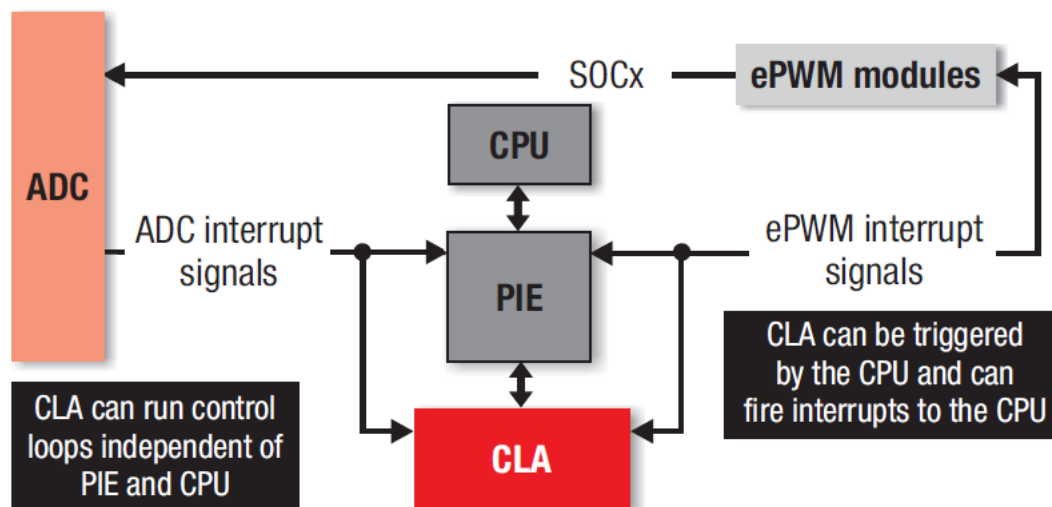 SOCx
ePWM modules
CPU
ADC
ADC interrupt
signals
ePWM interrupt
signals
PIE
CLA can be triggered
by the CPU and can
fire interrupts to the CPU
CLA can run control
loops independent of
PIE and CPU
CLA